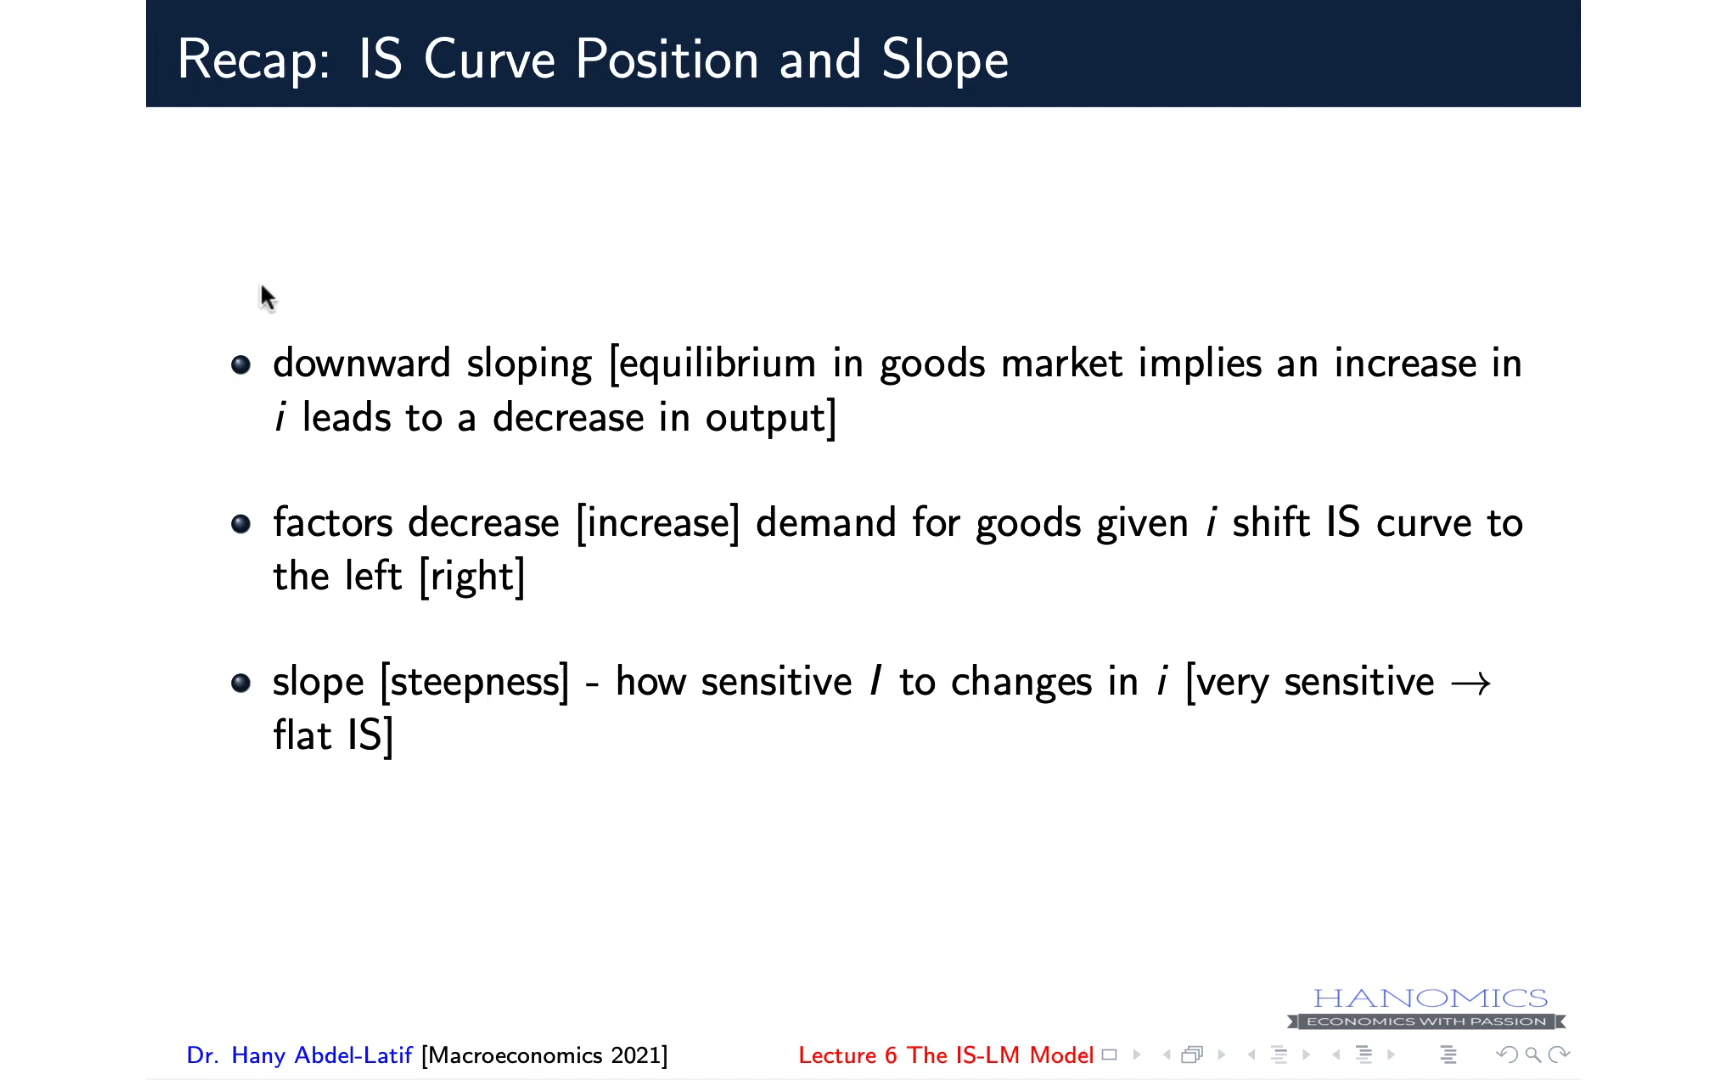 Recap: IS Curve Position and Slope
downward sloping [equilibrium in goods market implies an increase in
i leads to a decrease in output]
factors decrease [increase] demand for goods given i shift IS curve to
the left [right]
slope [steepness] - how sensitive I to changes in i [very sensitive →
flat IS]
HANOMICS
ECONOMICS WITH PASSION
Dr. Hany Abdel-Latif [Macroeconomics 2021] Lecture 6 The IS-LM Model